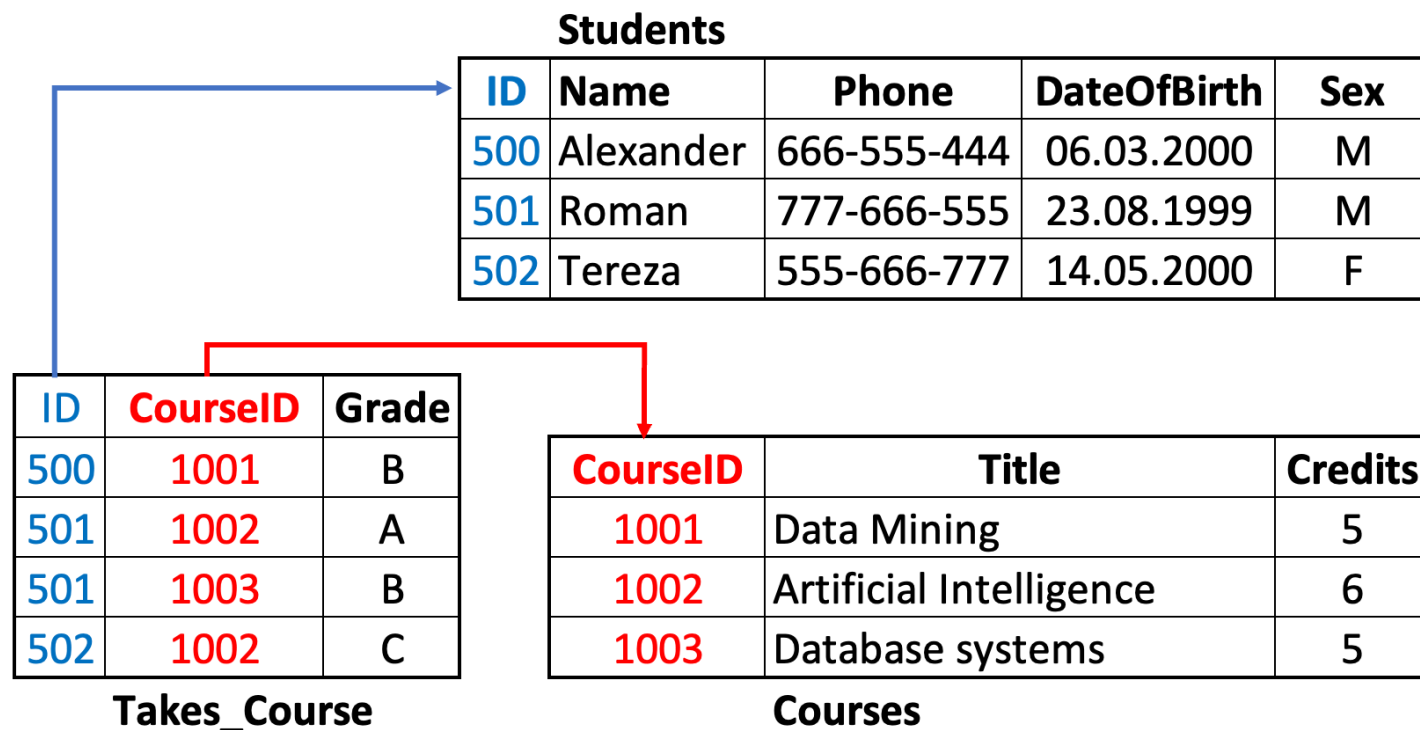 Students
ID Name Phone DateOfBirth Sex
500 Alexander 666-555-444 06.03.2000 M
501 Roman 777-666-555 23.08.1999 M
502 Tereza 555-666-777 14.05.2000 F
ID CourseID Grade
500 1001 B
501 1002 A
501 1003 B
502 1002 C
Takes_Course
CourseID Title Credits
1001 Data Mining 5
1002 Artificial Intelligence 6
1003 Database systems 5
Courses